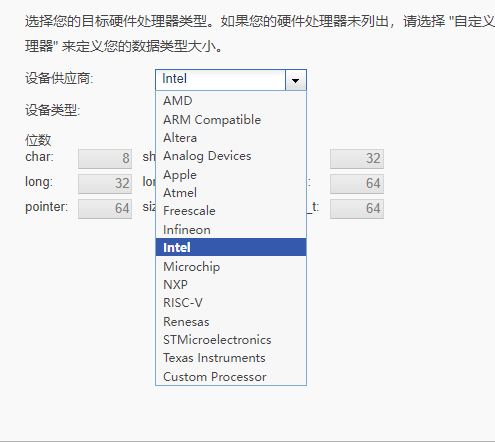 选择您的目标硬件处理器类型。如果您的硬件处理器未列出，请选择 "自定义
理器" 来定义您的数据类型大小。
设备供应商: Intel
AMD
ARM Compatible
设备类型:
Altera
位数
Analog Devices
char: 8 sh 32
Apple
long: 32 lor : 64
Atmel
pointer: 64 siz _t: 64
Freescale
Infineon
Intel
Microchip
NXP
RISC-V
Renesas
STMicroelectronics
Texas Instruments
Custom Processor